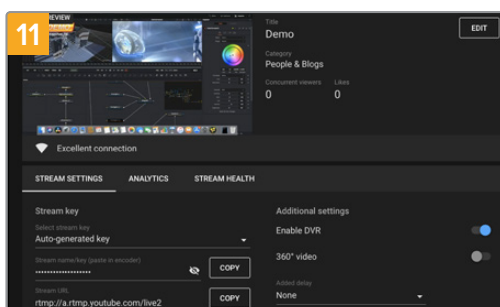 11
PREVIEW
Title
Demo
EDIT
Category
People & Blogs
Concurrent viewers Likes
0 0
Excellent connection
STREAM SETTINGS ANALYTICS STREAM HEALTH
Stream key
Select stream key
Auto-generated key
Stream name/key (paste in encoder)
•••••••••••••••••••
COPY
Stream URL
rtmp://a.rtmp.youtube.com/live2
COPY
Additional settings
Enable DVR
360° video
Added delay
None